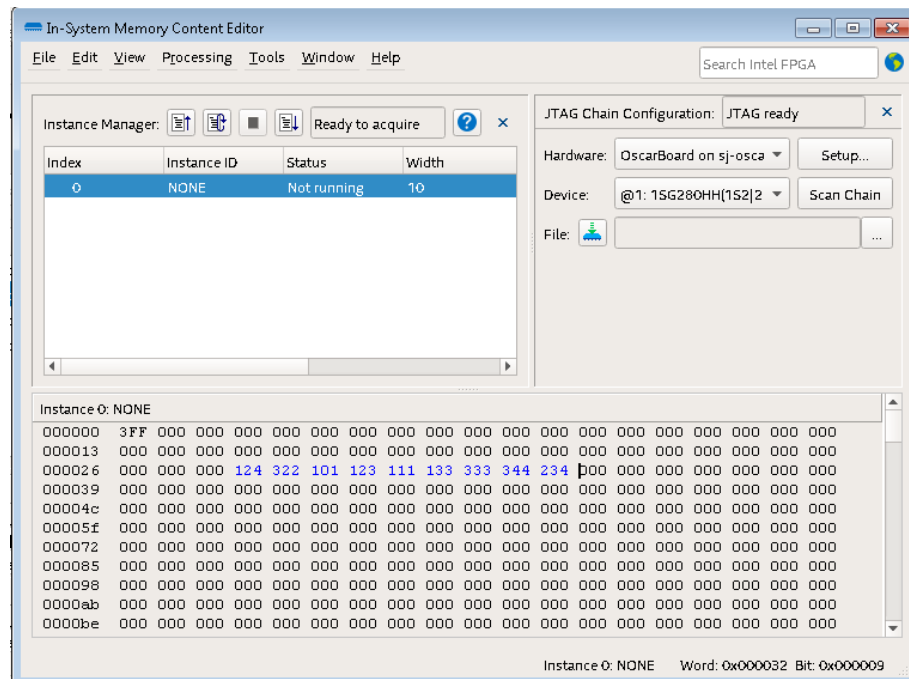 In-System Memory Content Editor
File Edit View Processing Tools Window Help
Search Intel FPGA
Instance Manager: Ready to acquire
Index Instance ID Status Width
0 NONE Not running 10
JTAG Chain Configuration: JTAG ready
Hardware: OscarBoard on sj-osca Setup...
Device: @1: 1SG280HH(1S2|2 Scan Chain
File: ...
Instance 0: NONE
000000 3FF 000 000 000 000 000 000 000 000 000 000 000 000 000 000 000 000 000 000
000013 000 000 000 000 000 000 000 000 000 000 000 000 000 000 000 000 000 000 000
000026 000 000 000 124 322 101 123 111 133 333 344 234 000 000 000 000 000 000 000
000039 000 000 000 000 000 000 000 000 000 000 000 000 000 000 000 000 000 000 000
00004c 000 000 000 000 000 000 000 000 000 000 000 000 000 000 000 000 000 000 000
00005f 000 000 000 000 000 000 000 000 000 000 000 000 000 000 000 000 000 000 000
000072 000 000 000 000 000 000 000 000 000 000 000 000 000 000 000 000 000 000 000
000085 000 000 000 000 000 000 000 000 000 000 000 000 000 000 000 000 000 000 000
000098 000 000 000 000 000 000 000 000 000 000 000 000 000 000 000 000 000 000 000
0000ab 000 000 000 000 000 000 000 000 000 000 000 000 000 000 000 000 000 000 000
0000be 000 000 000 000 000 000 000 000 000 000 000 000 000 000 000 000 000 000 000
Instance 0: NONE Word: 0x000032 Bit: 0x000009